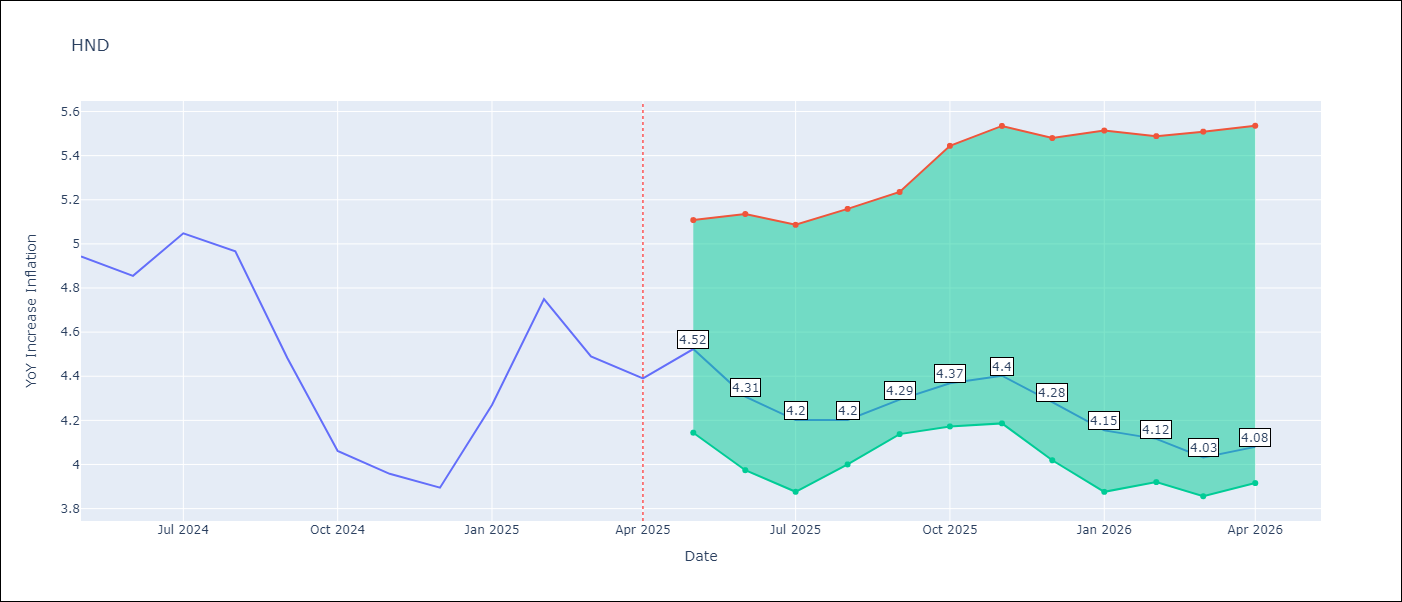 HND
5.6
5.4
5.2
5
4.8
4.6
4.4
4.2
4
3.8
YoY Increase Inflation
4.52
4.31
4.2
4.2
4.29
4.37
4.4
4.28
4.15
4.12
4.03
4.08
Jul 2024
Oct 2024
Jan 2025
Apr 2025
Jul 2025
Oct 2025
Jan 2026
Apr 2026
Date